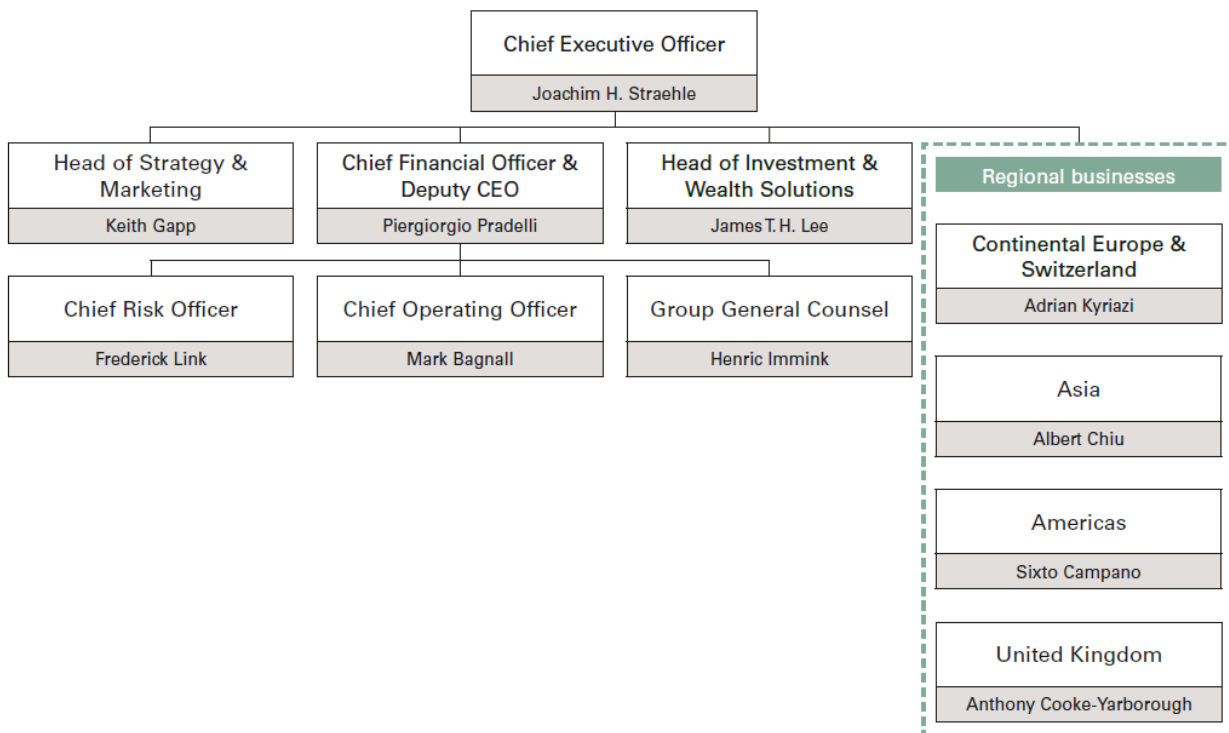 Chief Executive Officer
Joachim H. Straehle
Head of Strategy &
Marketing
Keith Gapp
Chief Financial Officer &
Deputy CEO
Piergiorgio Pradelli
Head of Investment &
Wealth Solutions
James T. H. Lee
Chief Risk Officer
Frederick Link
Chief Operating Officer
Mark Bagnall
Group General Counsel
Henric Immink
Regional businesses
Continental Europe &
Switzerland
Adrian Kyriazi
Asia
Albert Chiu
Americas
Sixto Campano
United Kingdom
Anthony Cooke-Yarborough